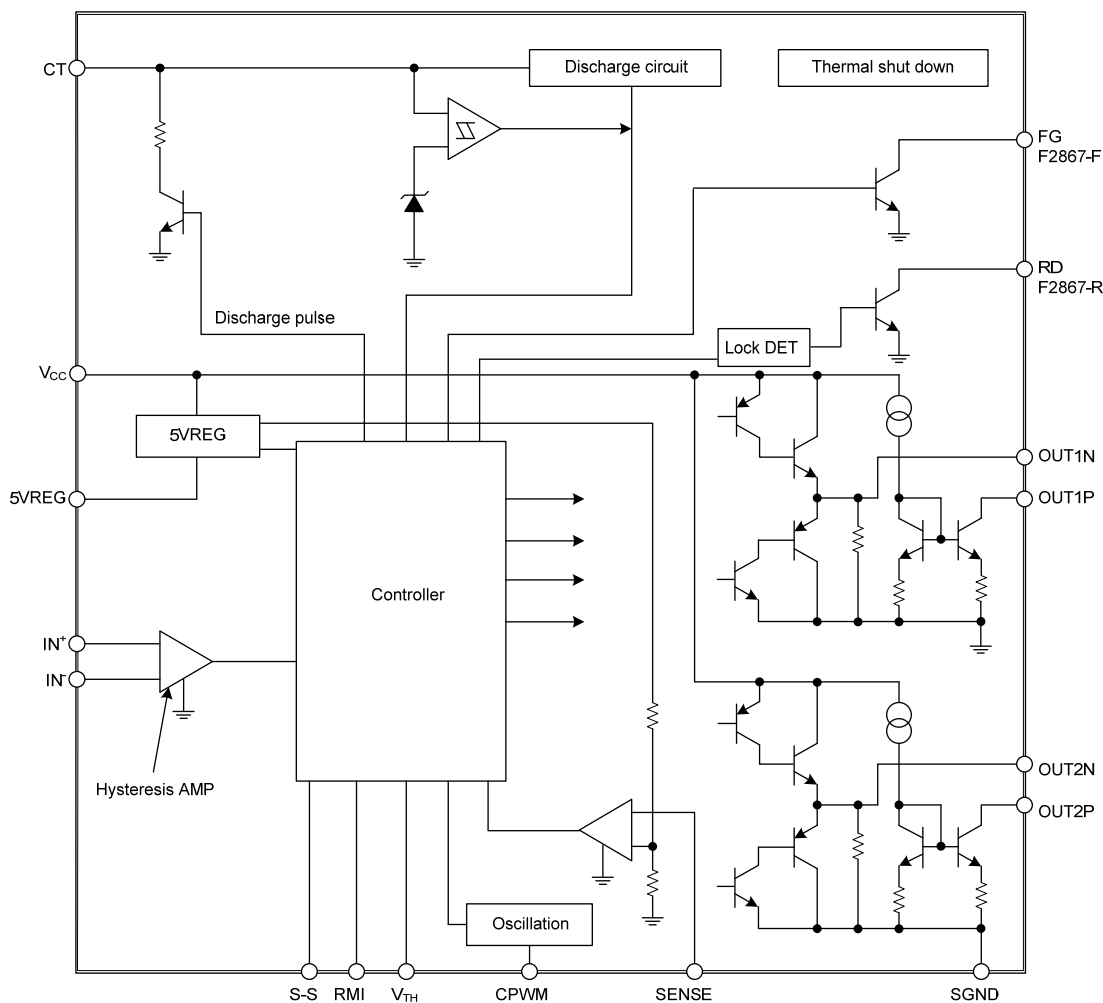 CT
Discharge circuit
Thermal shut down
FG
F2867-F
RD
F2867-R
Discharge pulse
Lock DET
VCC
5VREG
5VREG
OUT1N
OUT1P
Controller
IN+
IN-
Hysteresis AMP
OUT2N
OUT2P
Oscillation
S-S
RMI
VTH
CPWM
SENSE
SGND